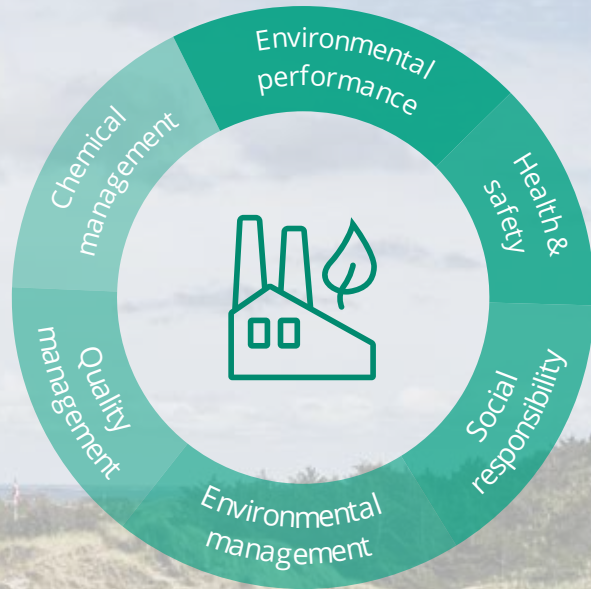 Environmental
performance
Health &
safety
Social
responsibility
Environmental
management
Quality
management
Chemical
management